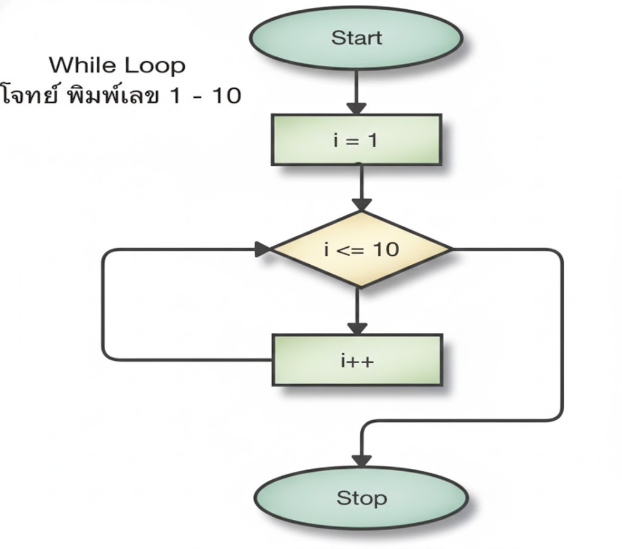 While Loop
โจทย์ พิมพ์เลข 1 - 10
Start
i = 1
i <= 10
i++
Stop